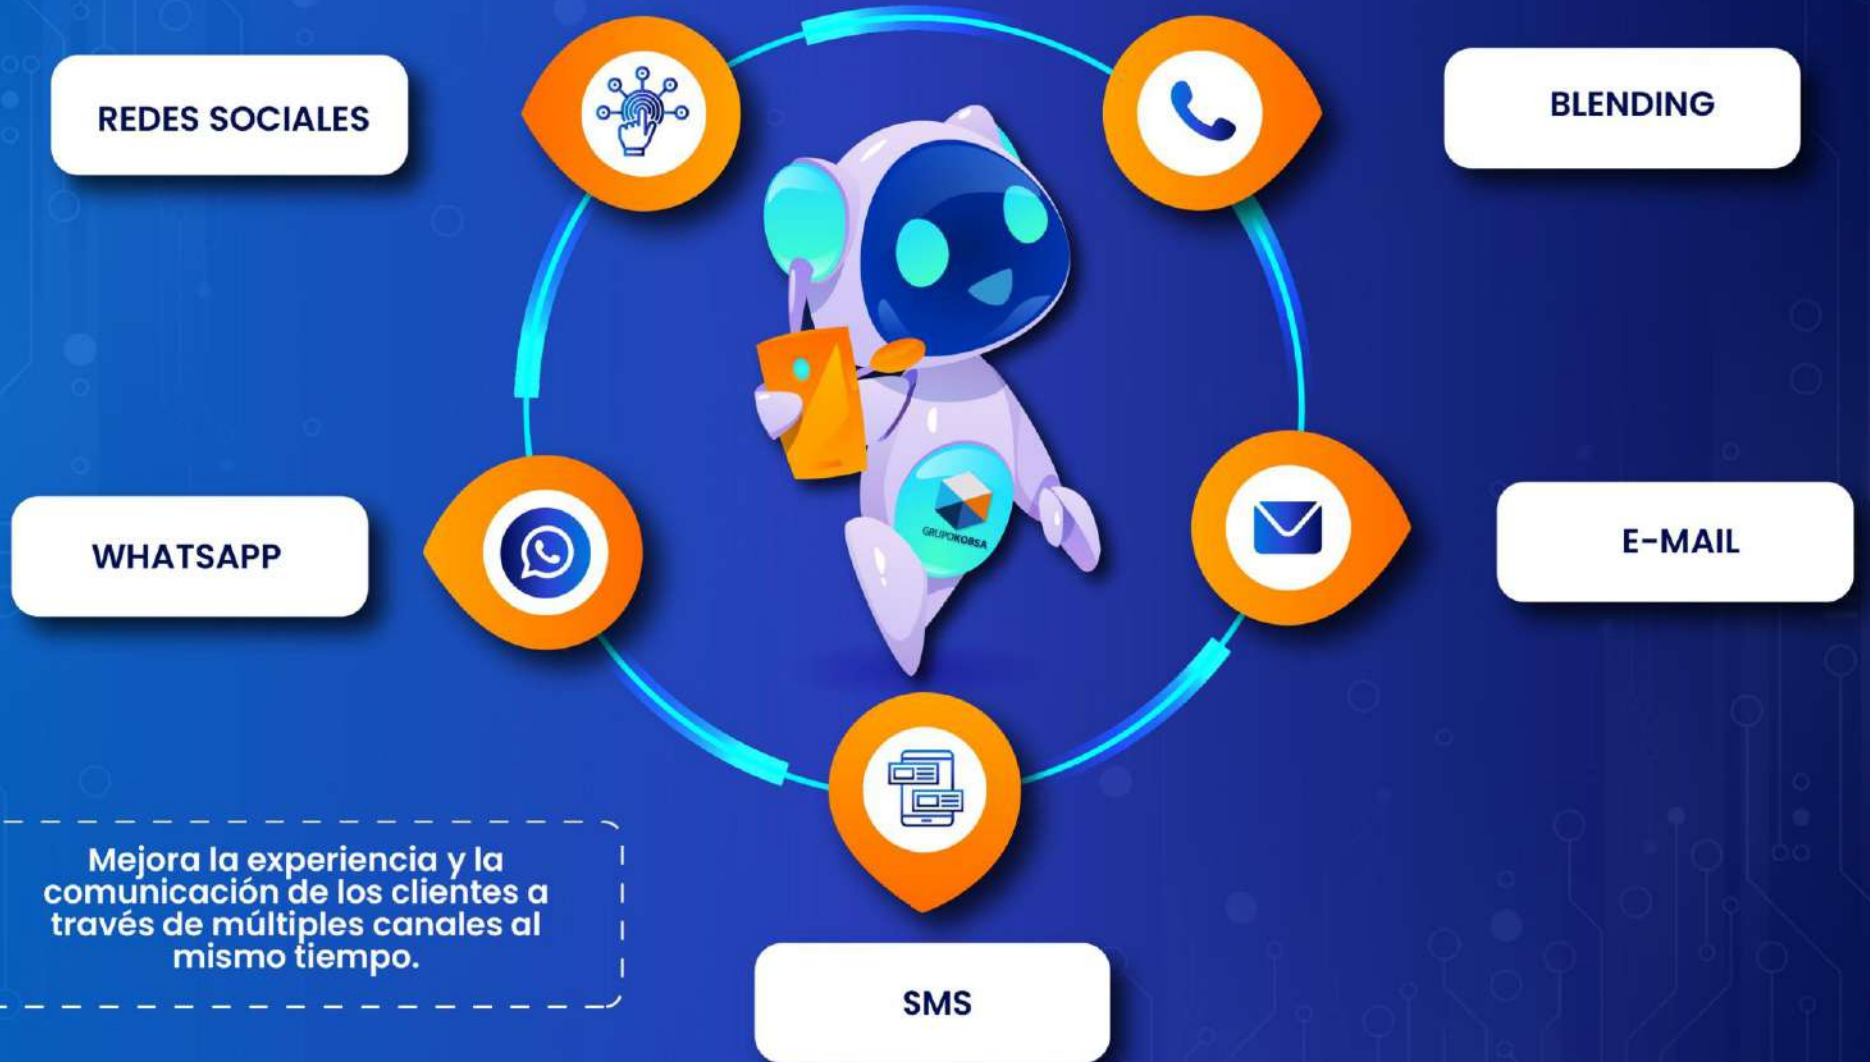 REDES SOCIALES
BLENDING
GRUPOKOBSA
WHATSAPP
E-MAIL
Mejora la experiencia y la
comunicación de los clientes a
través de múltiples canales al
mismo tiempo.
SMS